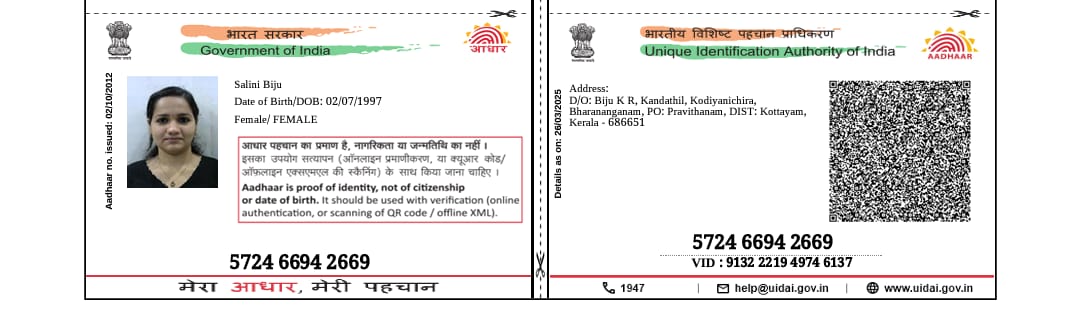 भारत सरकार
Government of India
आधार
Aadhaar no. issued: 02/10/2012
Salini Biju
Date of Birth/DOB: 02/07/1997
Female/ FEMALE
आधार पहचान का प्रमाण है, नागरिकता या जन्मतिथि का नहीं ।
इसका उपयोग सत्यापन (ऑनलाइन प्रमाणीकरण, या क्यूआर कोड/
ऑफ़लाइन एक्सएमएल की स्कैनिंग) के साथ किया जाना चाहिए ।
Aadhaar is proof of identity, not of citizenship
or date of birth. It should be used with verification (online
authentication, or scanning of QR code / offline XML).
5724 6694 2669
मेरा आधार, मेरी पहचान
भारतीय विशिष्ट पहचान प्राधिकरण
Unique Identification Authority of India
AADHAAR
Details as on: 26/03/2025
Address:
D/O: Biju K R, Kandathil, Kodiyanichira,
Bharananganam, PO: Pravithanam, DIST: Kottayam,
Kerala - 686651
5724 6694 2669
VID : 9132 2219 4974 6137
1947 | help@uidai.gov.in | www.uidai.gov.in